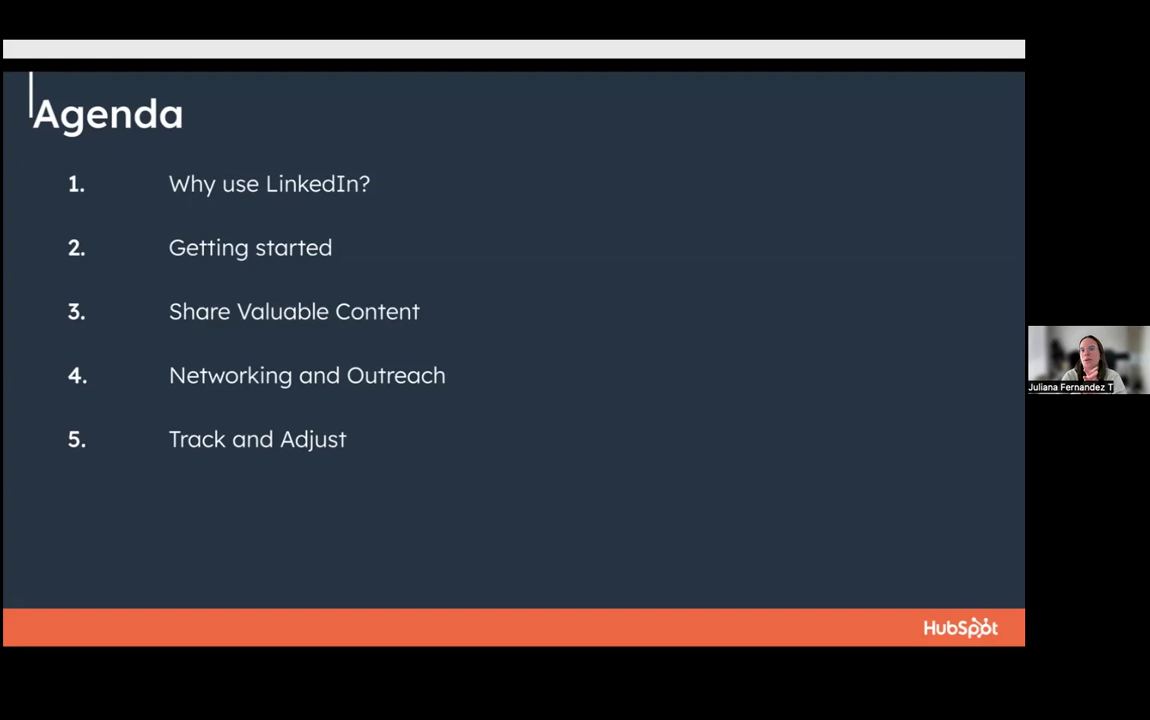 Agenda
1. Why use LinkedIn?
2. Getting started
3. Share Valuable Content
4. Networking and Outreach
5. Track and Adjust
Juliana Fernandez T
HubSpot